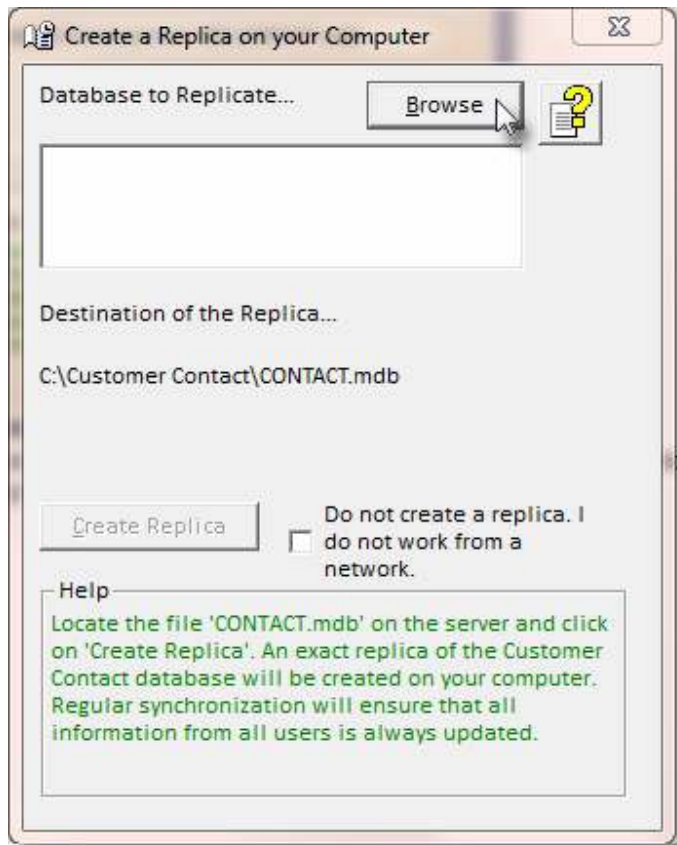 Create a Replica on your Computer
Database to Replicate...
Browse
Destination of the Replica...
C:\Customer Contact\CONTACT.mdb
Create Replica
Do not create a replica. I
do not work from a
network.
Help
Locate the file 'CONTACT.mdb' on the server and click
on 'Create Replica'. An exact replica of the Customer
Contact database will be created on your computer.
Regular synchronization will ensure that all
information from all users is always updated.